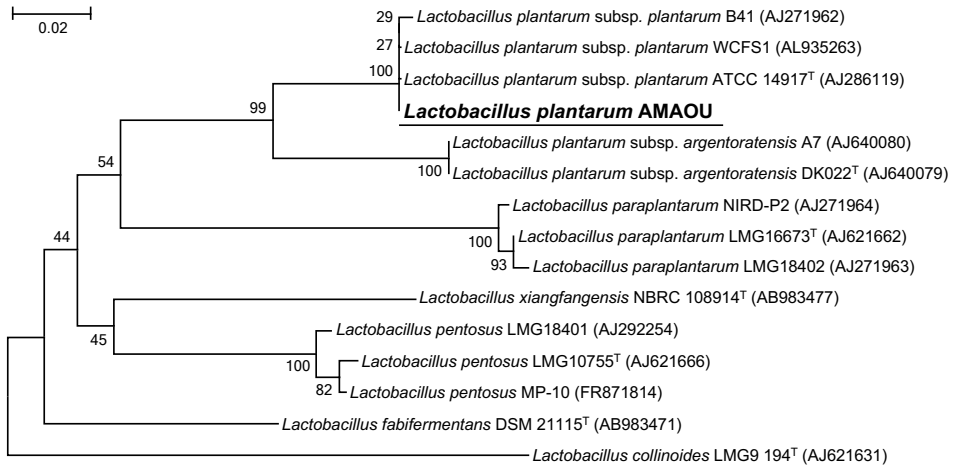 0.02
29
Lactobacillus plantarum subsp. plantarum B41 (AJ271962)
27
Lactobacillus plantarum subsp. plantarum WCFS1 (AL935263)
100
Lactobacillus plantarum subsp. plantarum ATCC 14917ᵀ (AJ286119)
99
Lactobacillus plantarum AMAOU
Lactobacillus plantarum subsp. argentoratensis A7 (AJ640080)
100
Lactobacillus plantarum subsp. argentoratensis DK022ᵀ (AJ640079)
54
Lactobacillus paraplantarum NIRD-P2 (AJ271964)
100
Lactobacillus paraplantarum LMG16673ᵀ (AJ621662)
93
Lactobacillus paraplantarum LMG18402 (AJ271963)
44
Lactobacillus xiangfangensis NBRC 108914ᵀ (AB983477)
45
Lactobacillus pentosus LMG18401 (AJ292254)
100
Lactobacillus pentosus LMG10755ᵀ (AJ621666)
82
Lactobacillus pentosus MP-10 (FR871814)
Lactobacillus fabifermentans DSM 21115ᵀ (AB983471)
Lactobacillus collinoides LMG9 194ᵀ (AJ621631)